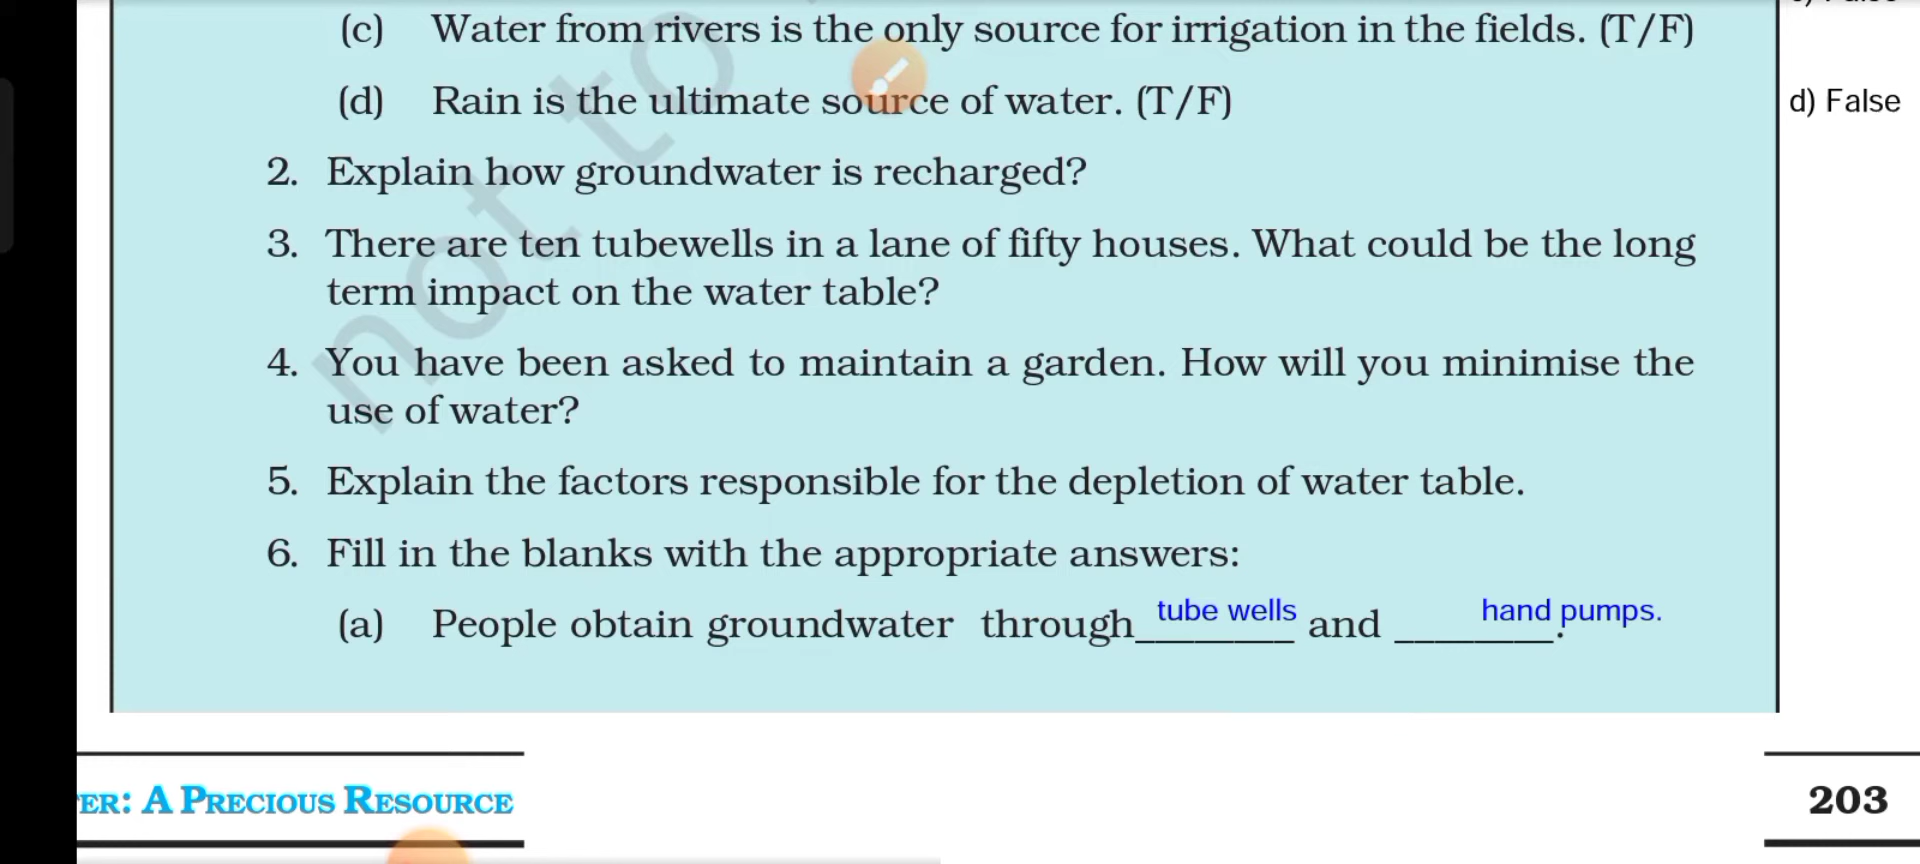 (c) Water from rivers is the only source for irrigation in the fields. (T/F)
(d) Rain is the ultimate source of water. (T/F)
d) False
2. Explain how groundwater is recharged?
3. There are ten tubewells in a lane of fifty houses. What could be the long
term impact on the water table?
4. You have been asked to maintain a garden. How will you minimise the
use of water?
5. Explain the factors responsible for the depletion of water table.
6. Fill in the blanks with the appropriate answers:
(a) People obtain groundwater through tube wells and hand pumps.
not to
ER: A PRECIOUS RESOURCE
203